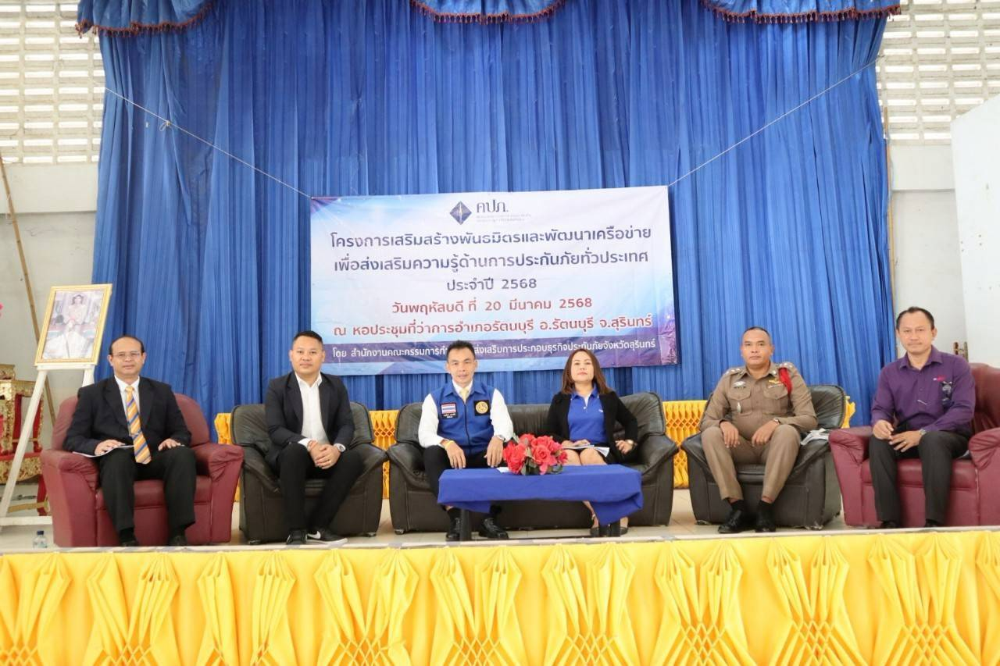 คปภ.
โครงการเสริมสร้างพันธมิตรและพัฒนาเครือข่าย
เพื่อส่งเสริมความรู้ด้านการประกันภัยทั่วประเทศ
ประจำปี 2568
วันพฤหัสบดี ที่ 20 มีนาคม 2568
ณ หอประชุมที่ว่าการอำเภอรัตนบุรี อ.รัตนบุรี จ.สุรินทร์
โดย สำนักงานคณะกรรมการกำ ส่งเสริมการประกอบธุรกิจประกันภัยจังหวัดสุรินทร์